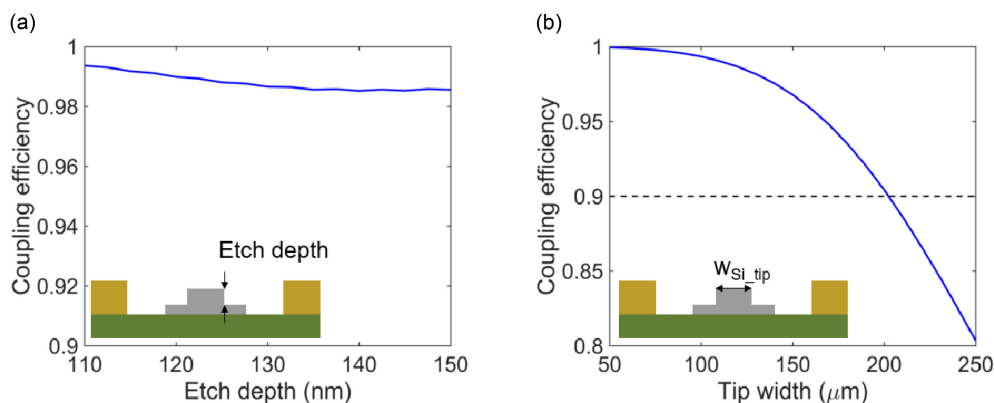 (a)
Coupling efficiency
1
0.98
0.96
0.94
0.92
0.9
Etch depth
110 120 130 140 150
Etch depth (nm)
(b)
Coupling efficiency
1
0.95
0.9
0.85
0.8
W_Si_tip
50 100 150 200 250
Tip width (μm)